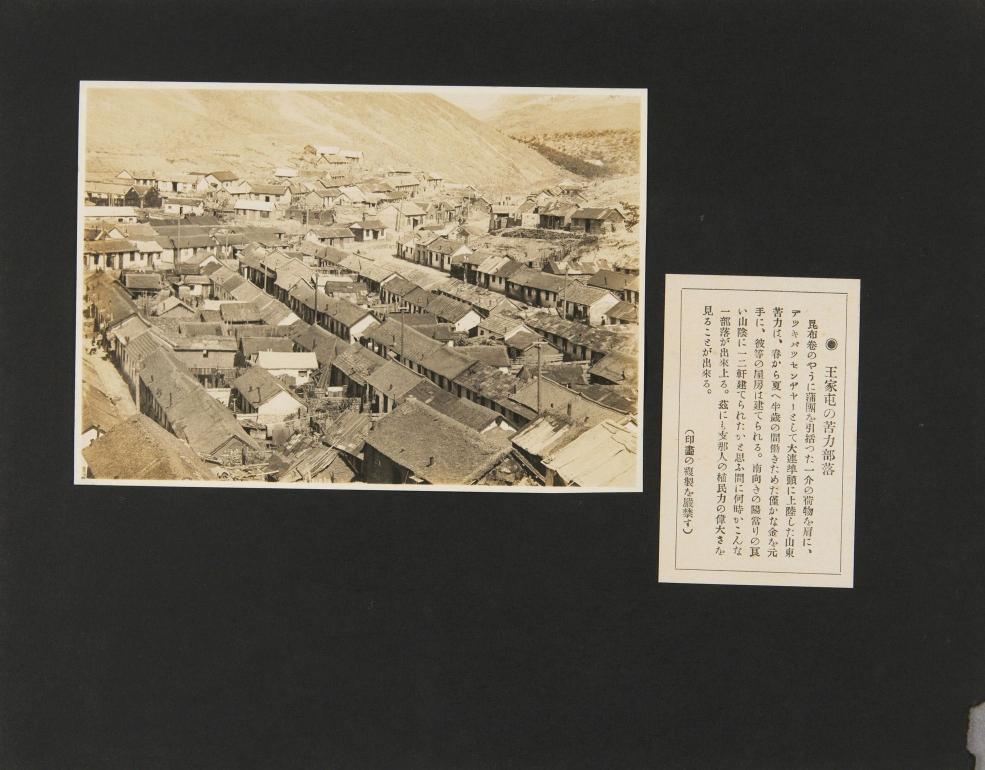 ◉ 王家屯の苦力部落
昆布巻のやうに蒲團を引括つた一介の荷物を肩に、
デツキパツセンヂヤーとして大連埠頭に上陸した山東
苦力は、春から夏へ半歳の間働きためた僅かな金を元
手に、彼等の屋房は建てられる。南向きの陽當りの良
い山陰に一二軒建てられたかと思ふ間に何時かこんな
一部落が出來上る。茲にも支那人の植民力の偉大さを
見ることが出來る。
(印畫の複製を嚴禁す)